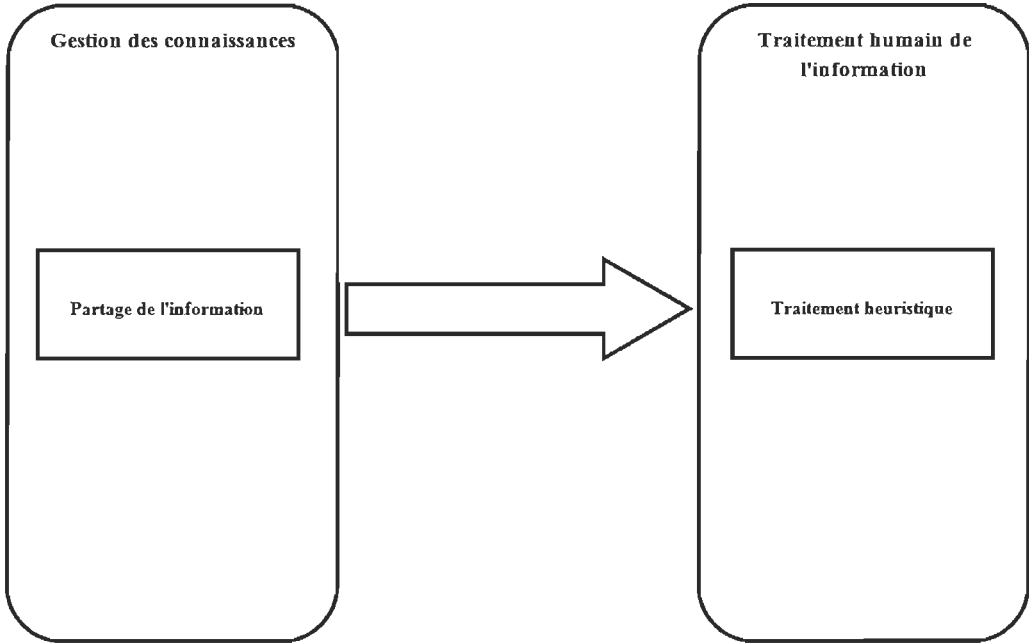 Gestion des connaissances
Traitement humain de
l'information
Partage de l'information
Traitement heuristique